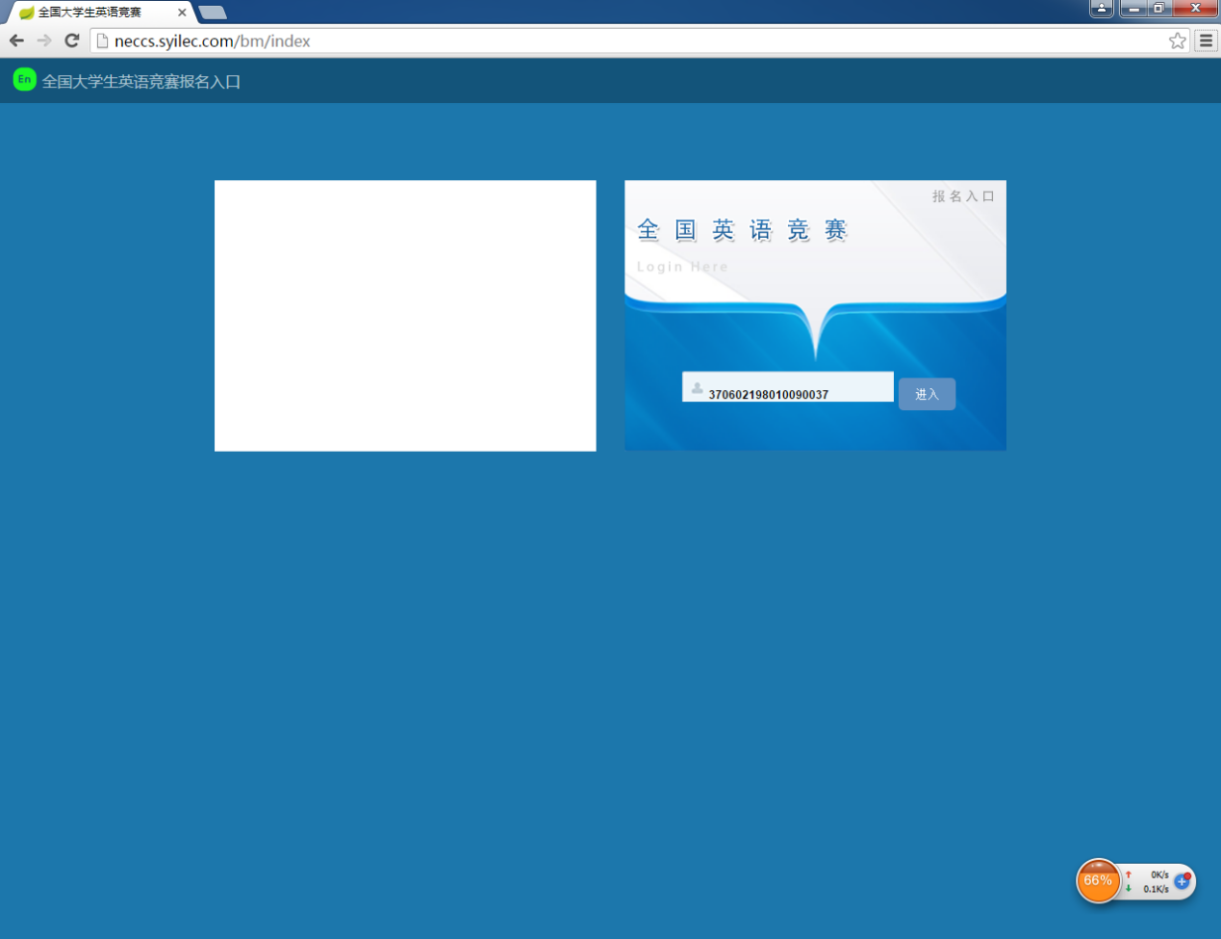 全国大学生英语竞赛
neccs.syilec.com/bm/index
En 全国大学生英语竞赛报名入口
报名入口
全国英语竞赛
Login Here
370602198010090037
进入
66%
0K/s
0.1K/s